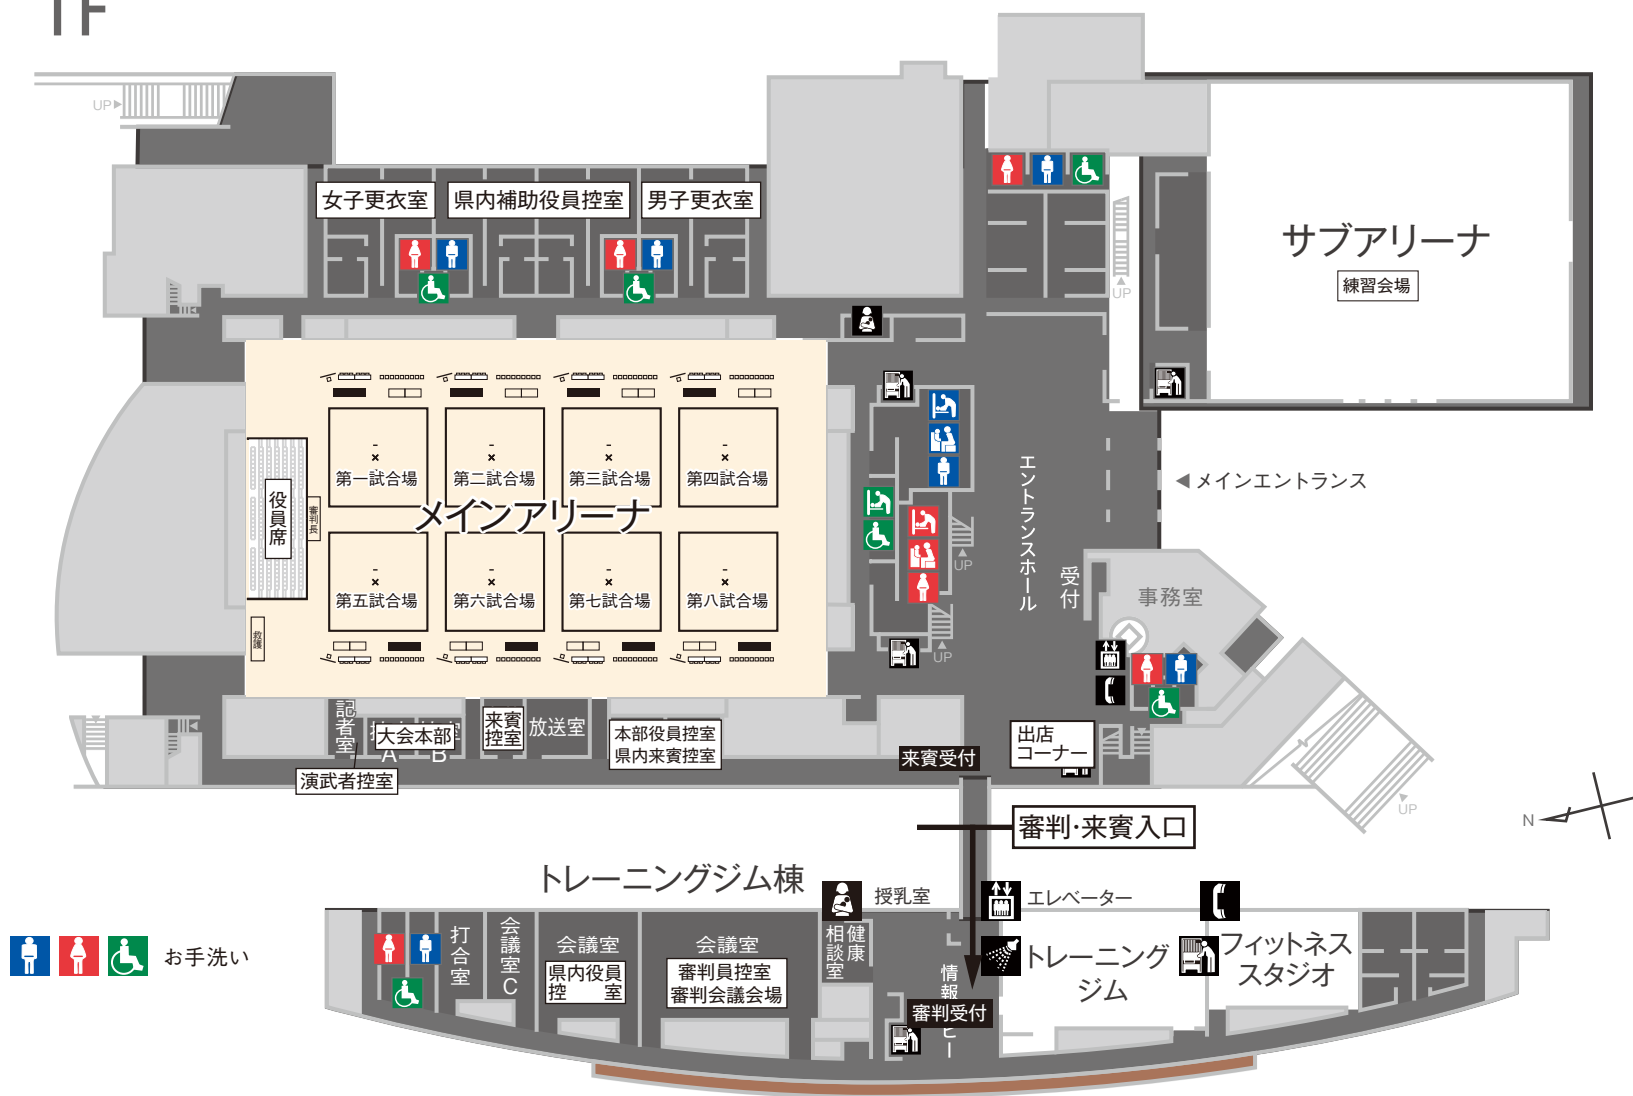 1F
UP
女子更衣室
県内補助役員控室
男子更衣室
UP
サブアリーナ
練習会場
第一試合場
第二試合場
第三試合場
第四試合場
役員席
審判長
メインアリーナ
第五試合場
第六試合場
第七試合場
第八試合場
救護
エントランスホール
メインエントランス
UP
UP
受付
事務室
記者室
大会本部
A
B
来賓控室
放送室
本部役員控室
県内来賓控室
演武者控室
来賓受付
出店
コーナー
UP
審判・来賓入口
N
トレーニングジム棟
授乳室
エレベーター
お手洗い
打合室
会議室C
会議室
県内役員
控 室
会議室
審判員控室
審判会議会場
健康
相談室
情報
ビー
審判受付
トレーニング
ジム
フィットネス
スタジオ